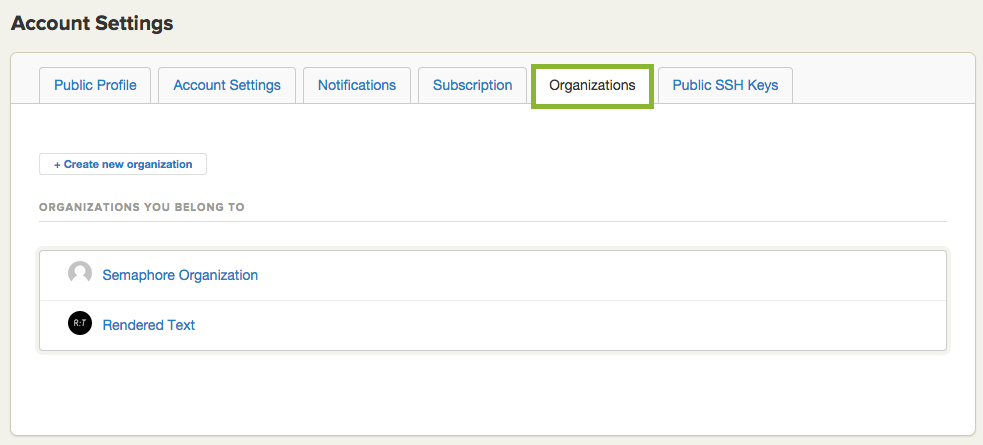 Account Settings
Public Profile Account Settings Notifications Subscription Organizations Public SSH Keys
+ Create new organization
ORGANIZATIONS YOU BELONG TO
Semaphore Organization
R:T Rendered Text